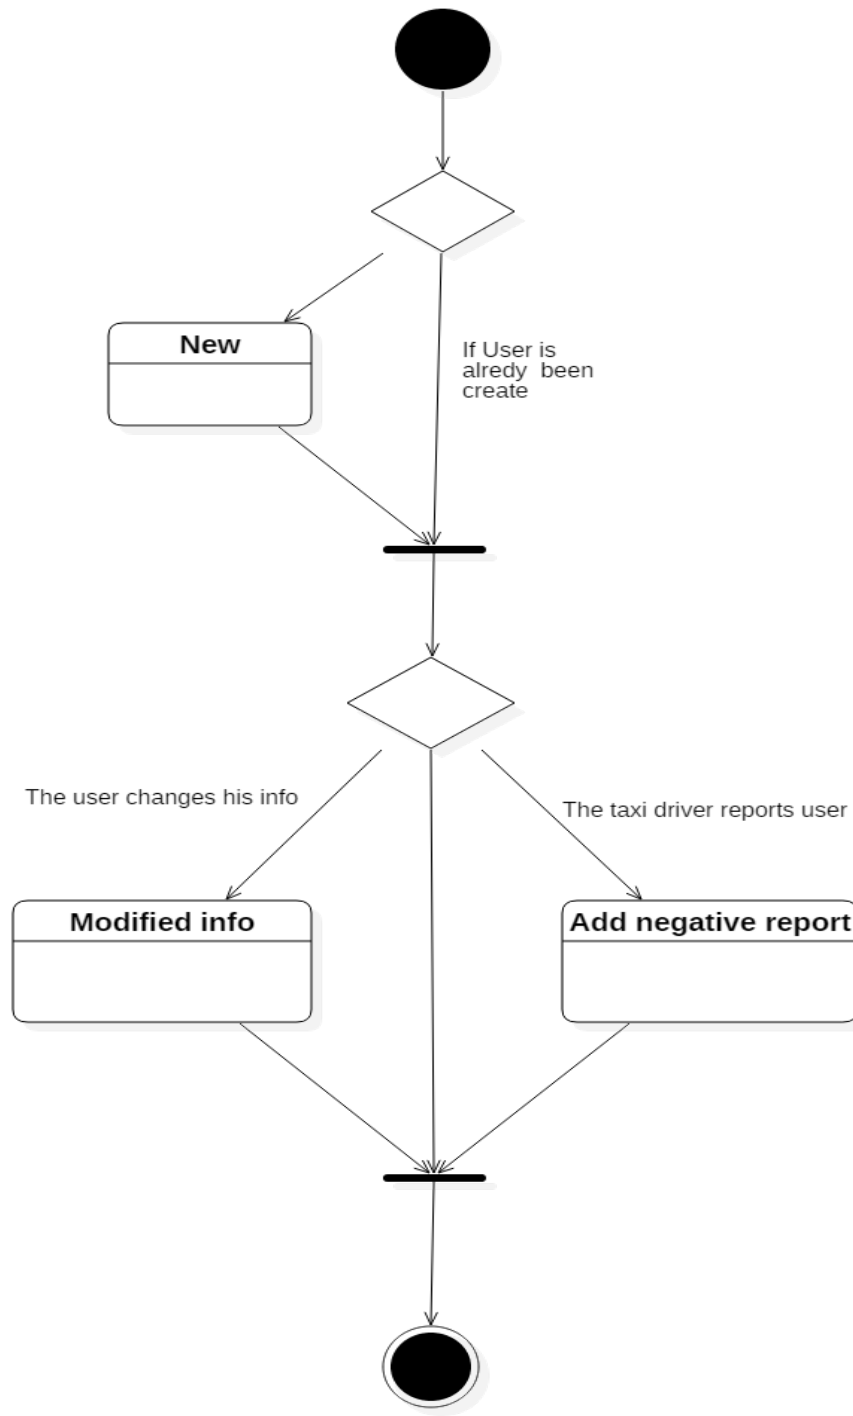 New
If User is
alredy been
create
The user changes his info
The taxi driver reports user
Modified info
Add negative report